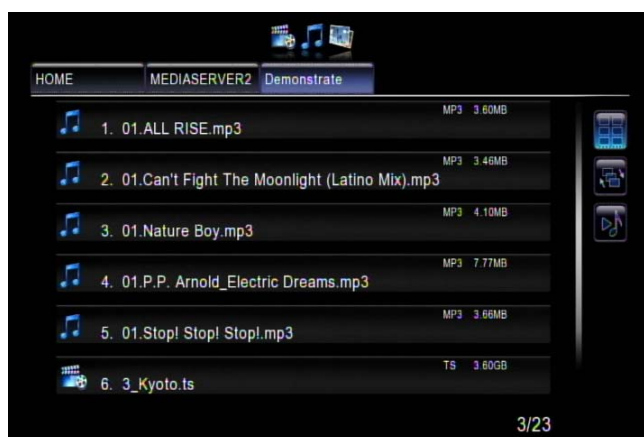 HOME MEDIASERVER2 Demonstrate
MP3 3.60MB
1. 01.ALL RISE.mp3
MP3 3.46MB
2. 01.Can't Fight The Moonlight (Latino Mix).mp3
MP3 4.10MB
3. 01.Nature Boy.mp3
MP3 7.77MB
4. 01.P.P. Arnold_Electric Dreams.mp3
MP3 3.66MB
5. 01.Stop! Stop! Stop!.mp3
TS 3.60GB
6. 3_Kyoto.ts
3/23